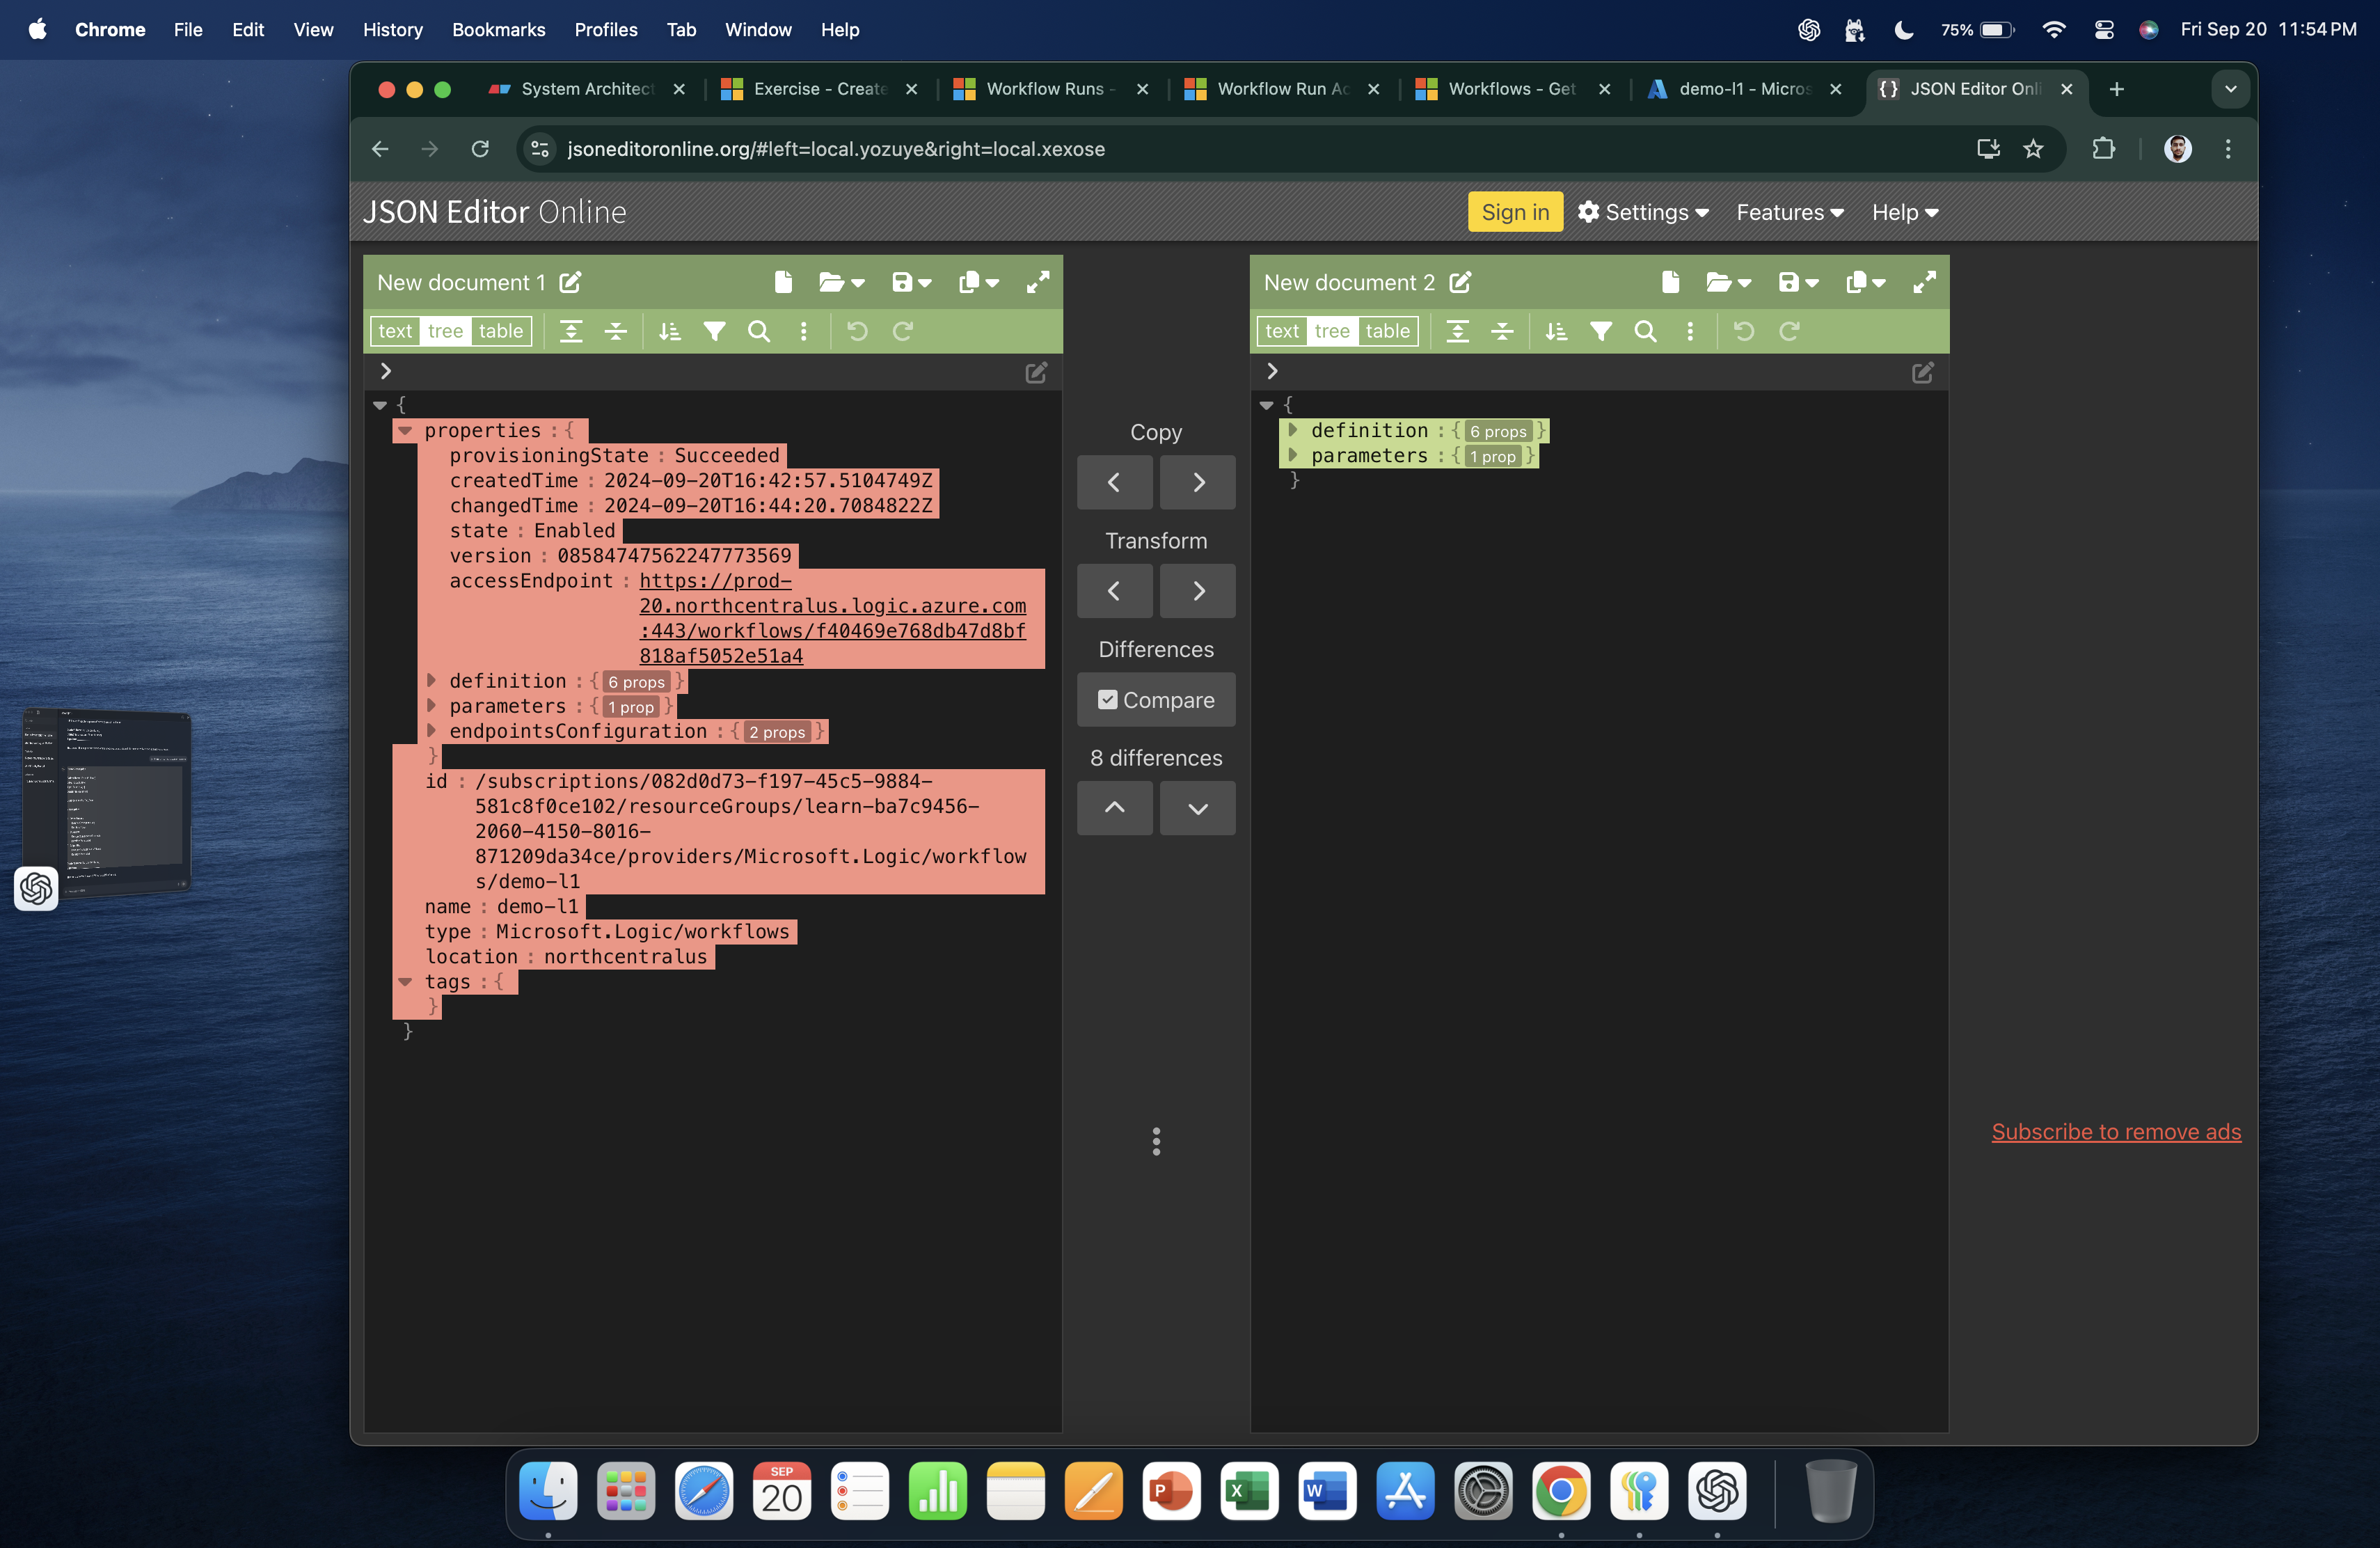 Chrome File Edit View History Bookmarks Profiles Tab Window Help
75% Fri Sep 20 11:54 PM
System Architect
Exercise - Create
Workflow Runs -
Workflow Run Ac
Workflows - Get
demo-l1 - Micros
JSON Editor Onli
jsoneditoronline.org/#left=local.yozuye&right=local.xexose
JSON Editor Online
Sign in Settings Features Help
New document 1
text tree table
{
properties : {
provisioningState : Succeeded
createdTime : 2024-09-20T16:42:57.5104749Z
changedTime : 2024-09-20T16:44:20.7084822Z
state : Enabled
version : 08584747562247773569
accessEndpoint : https://prod-
20.northcentralus.logic.azure.com
:443/workflows/f40469e768db47d8bf
818af5052e51a4
definition : { 6 props }
parameters : { 1 prop }
endpointsConfiguration : { 2 props }
}
id : /subscriptions/082d0d73-f197-45c5-9884-
581c8f0ce102/resourceGroups/learn-ba7c9456-
2060-4150-8016-
871209da34ce/providers/Microsoft.Logic/workflow
s/demo-l1
name : demo-l1
type : Microsoft.Logic/workflows
location : northcentralus
tags : {
}
}
Copy
Transform
Differences
Compare
8 differences
New document 2
text tree table
{
definition : { 6 props }
parameters : { 1 prop }
}
Subscribe to remove ads
SEP
20
P
X
W